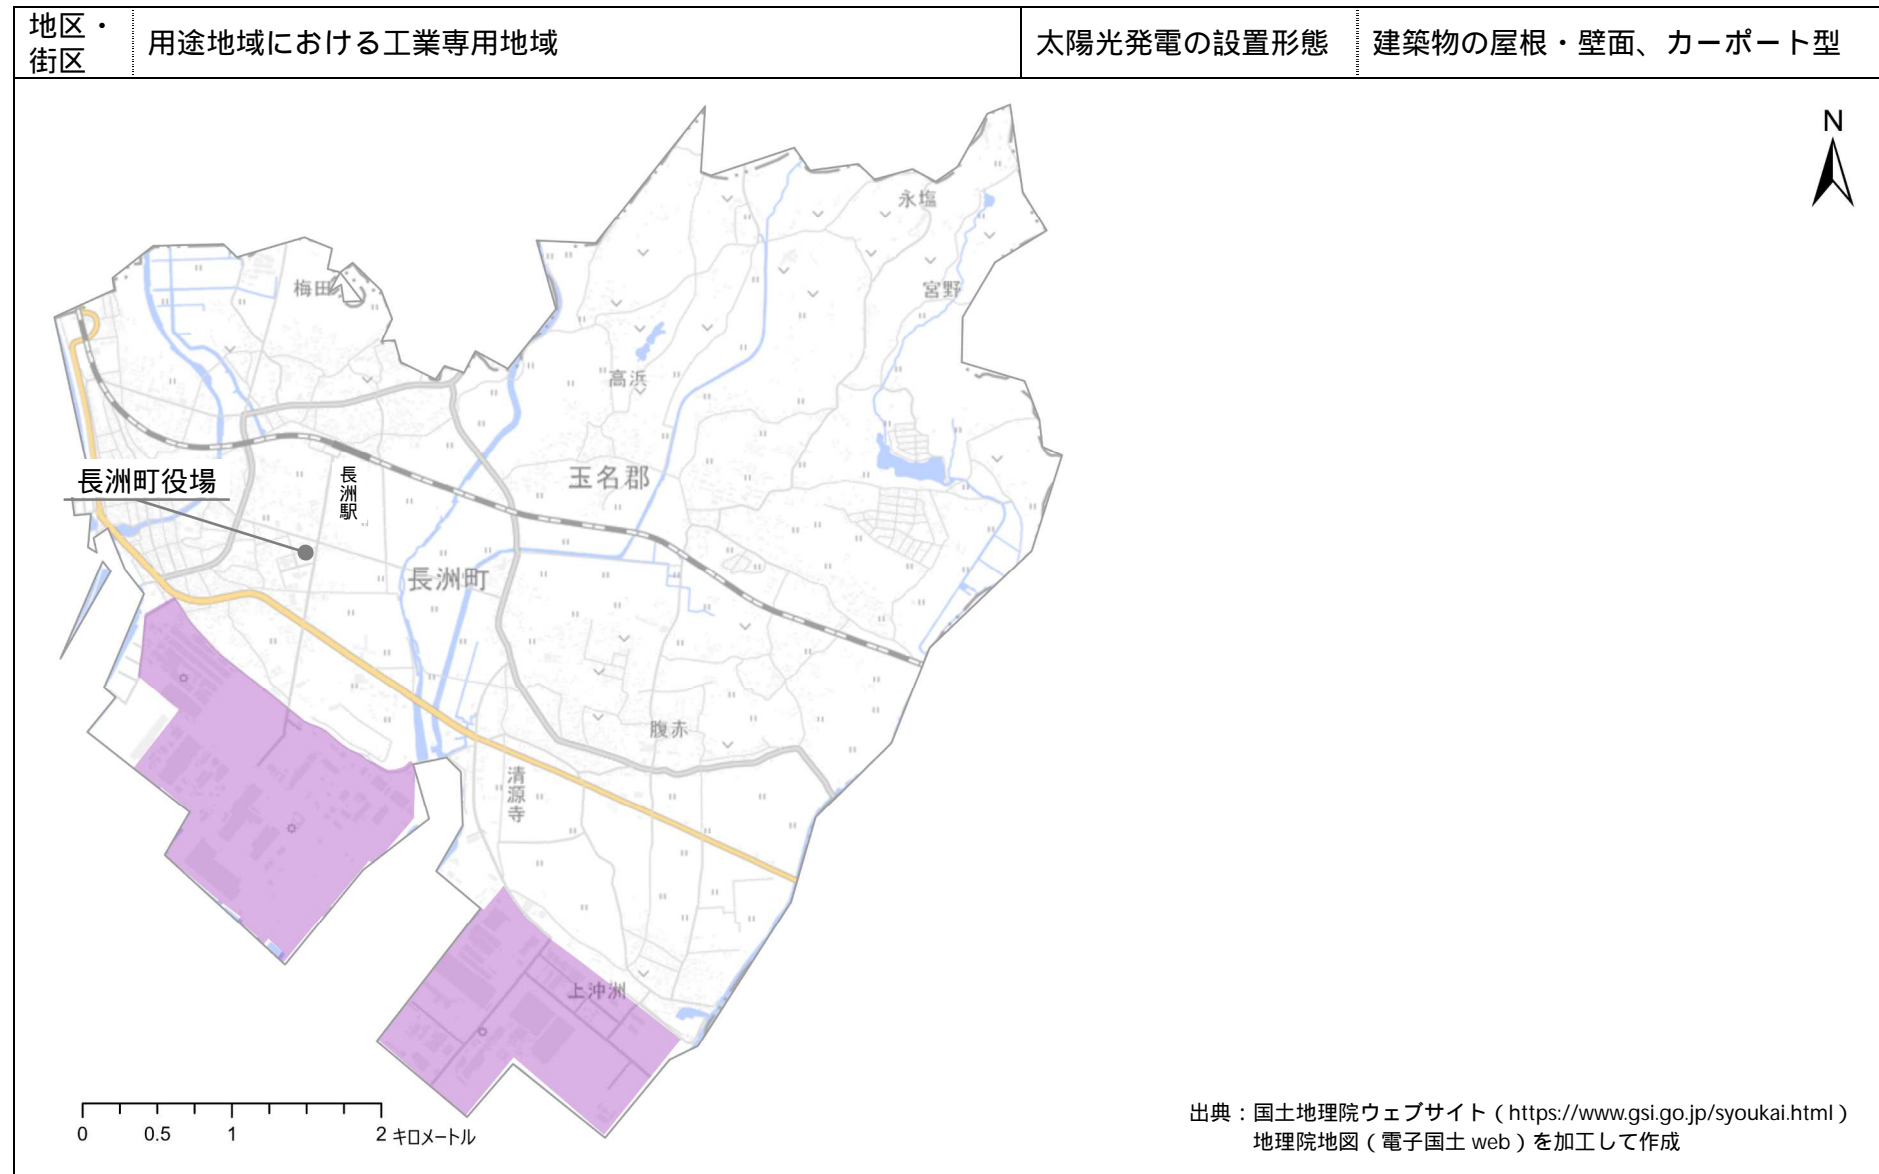 地区・
街区
用途地域における工業専用地域
太陽光発電の設置形態
建築物の屋根・壁面、カーポート型
N
永塩
梅田
宮野
高浜
玉名郡
長洲町役場
長洲駅
長洲町
腹赤
清源寺
上沖洲
0 0.5 1 2 キロメートル
出典：国土地理院ウェブサイト（https://www.gsi.go.jp/syoukai.html）
地理院地図（電子国土 web）を加工して作成